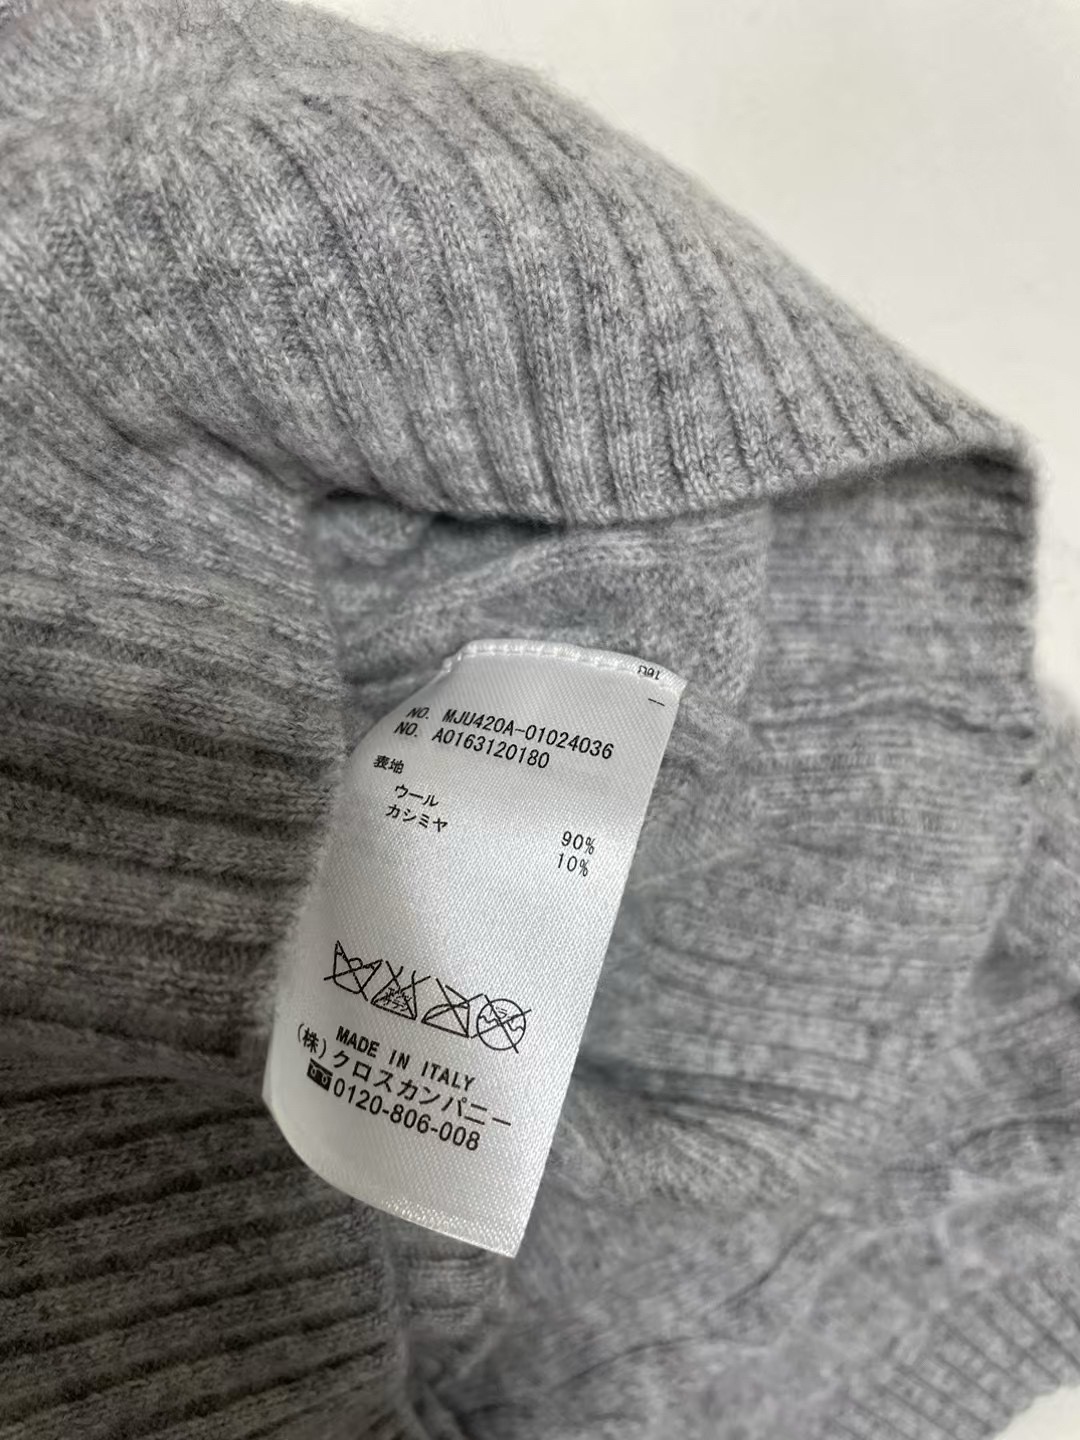 NO. MJU420A-01024036
NO. A0163120180
表地
ウール 90%
カシミヤ 10%
MADE IN ITALY
(株)クロスカンパニー
0120-806-008